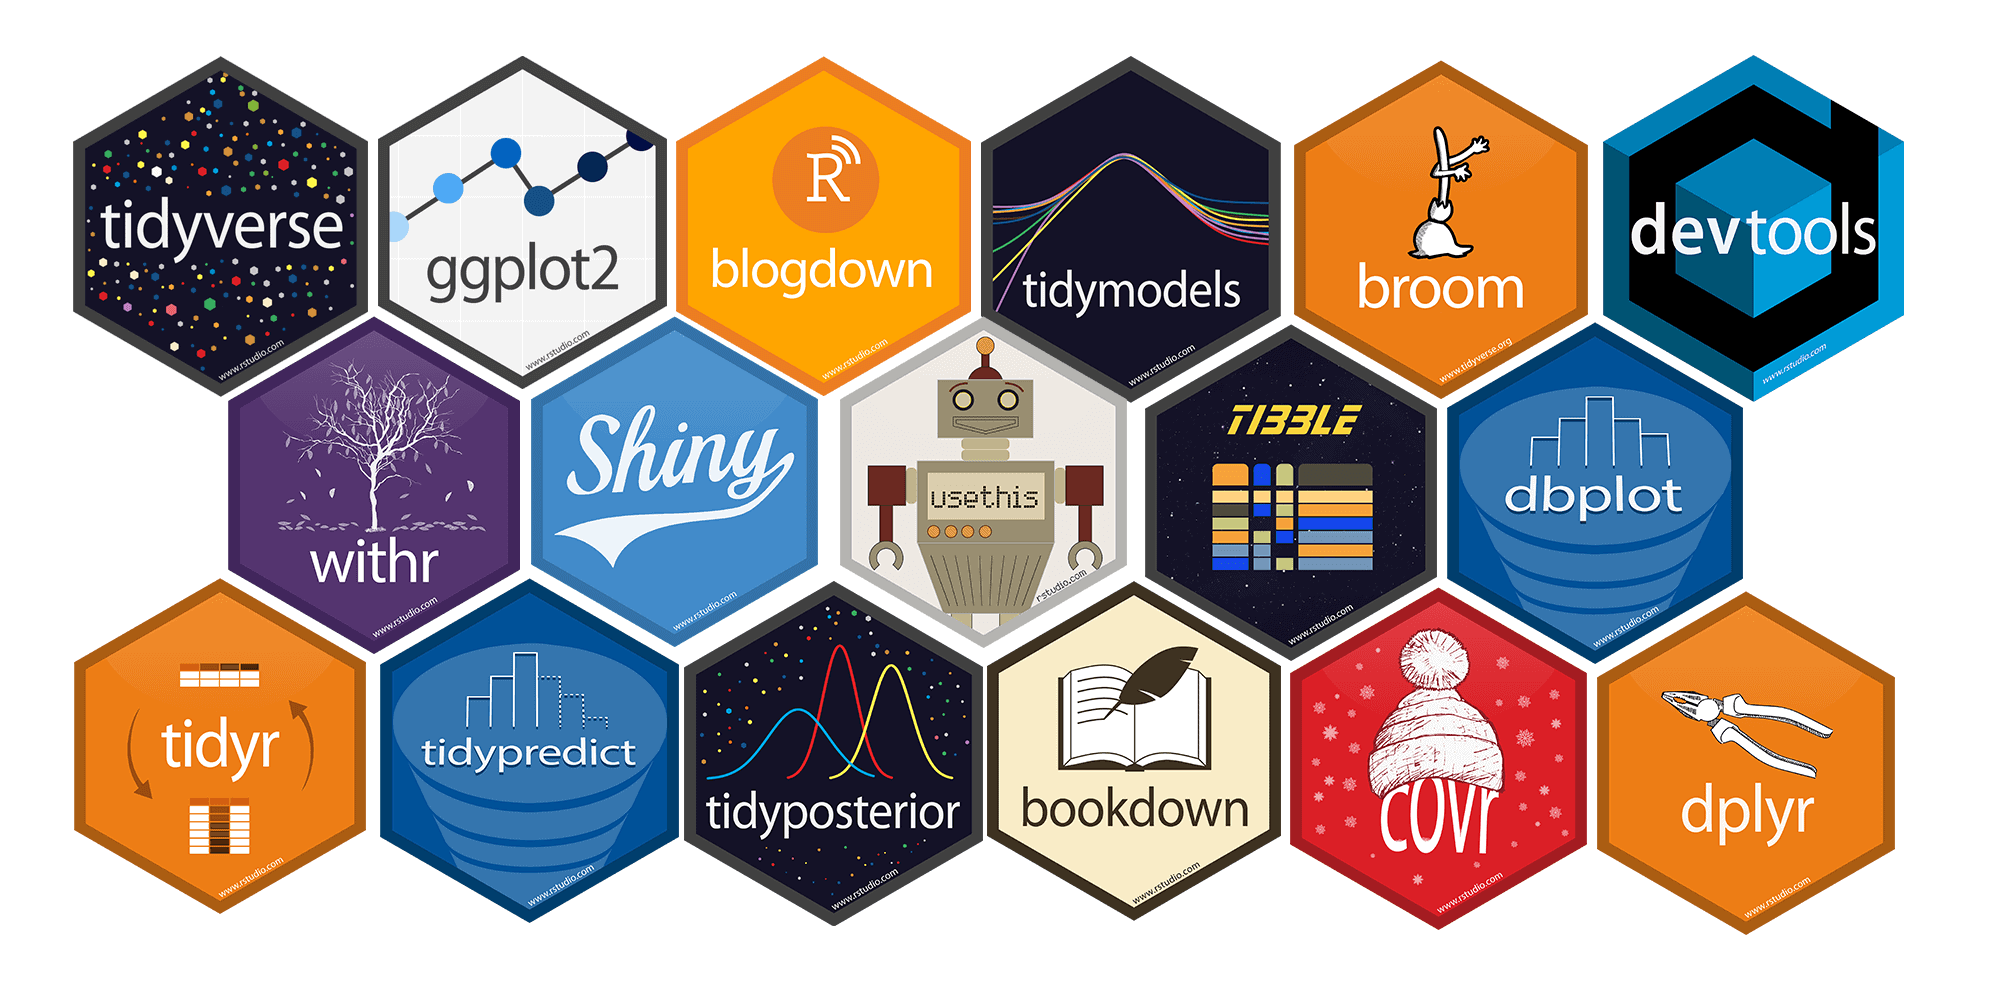 tidyverse
www.rstudio.com
ggplot2
www.rstudio.com
R
blogdown
www.rstudio.com
tidymodels
www.rstudio.com
broom
www.tidyverse.org
devtools
www.rstudio.com
withr
www.rstudio.com
Shiny
www.rstudio.com
usethis
rstudio.com
TIBBLE
www.rstudio.com
dbplot
www.rstudio.com
tidyr
www.rstudio.com
tidypredict
www.rstudio.com
tidyposterior
www.rstudio.com
bookdown
www.rstudio.com
covr
www.rstudio.com
dplyr
www.rstudio.com